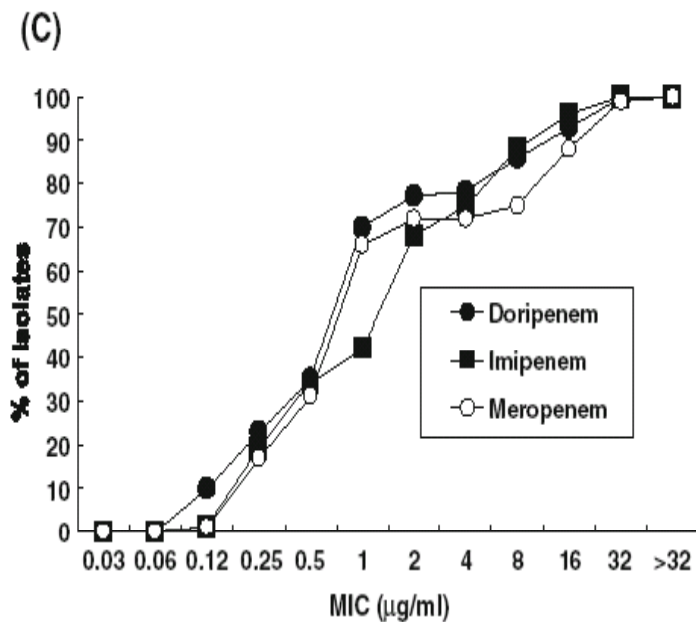 (C)
100
90
80
70
60
50
40
30
20
10
0
% of Isolates
Doripenem
Imipenem
Meropenem
0.03 0.06 0.12 0.25 0.5 1 2 4 8 16 32 >32
MIC (μg/ml)